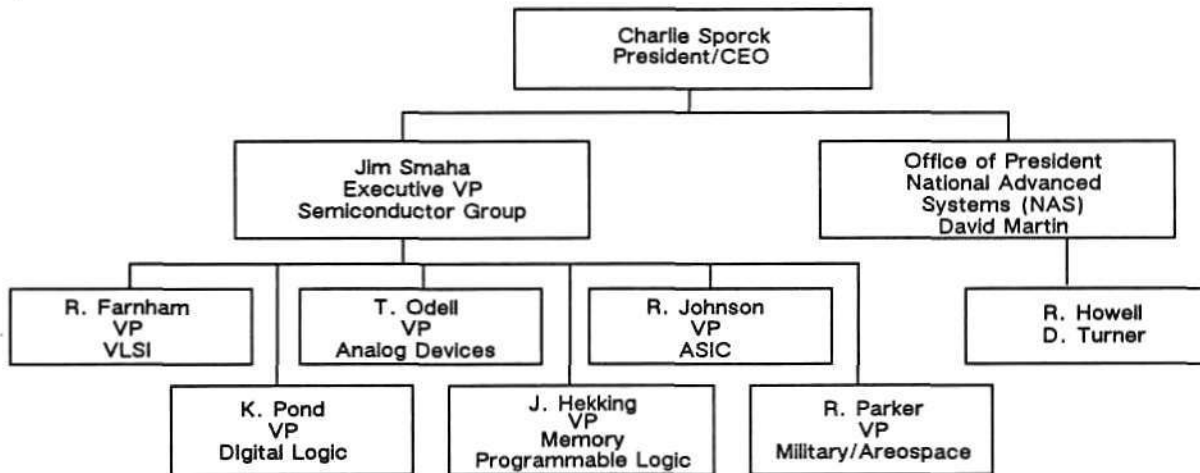 Charlie Sporck
President/CEO
Jim Smaha
Executive VP
Semiconductor Group
Office of President
National Advanced
Systems (NAS)
David Martin
R. Farnham
VP
VLSI
T. Odell
VP
Analog Devices
R. Johnson
VP
ASIC
R. Howell
D. Turner
K. Pond
VP
Digital Logic
J. Hekking
VP
Memory
Programmable Logic
R. Parker
VP
Military/Areospace